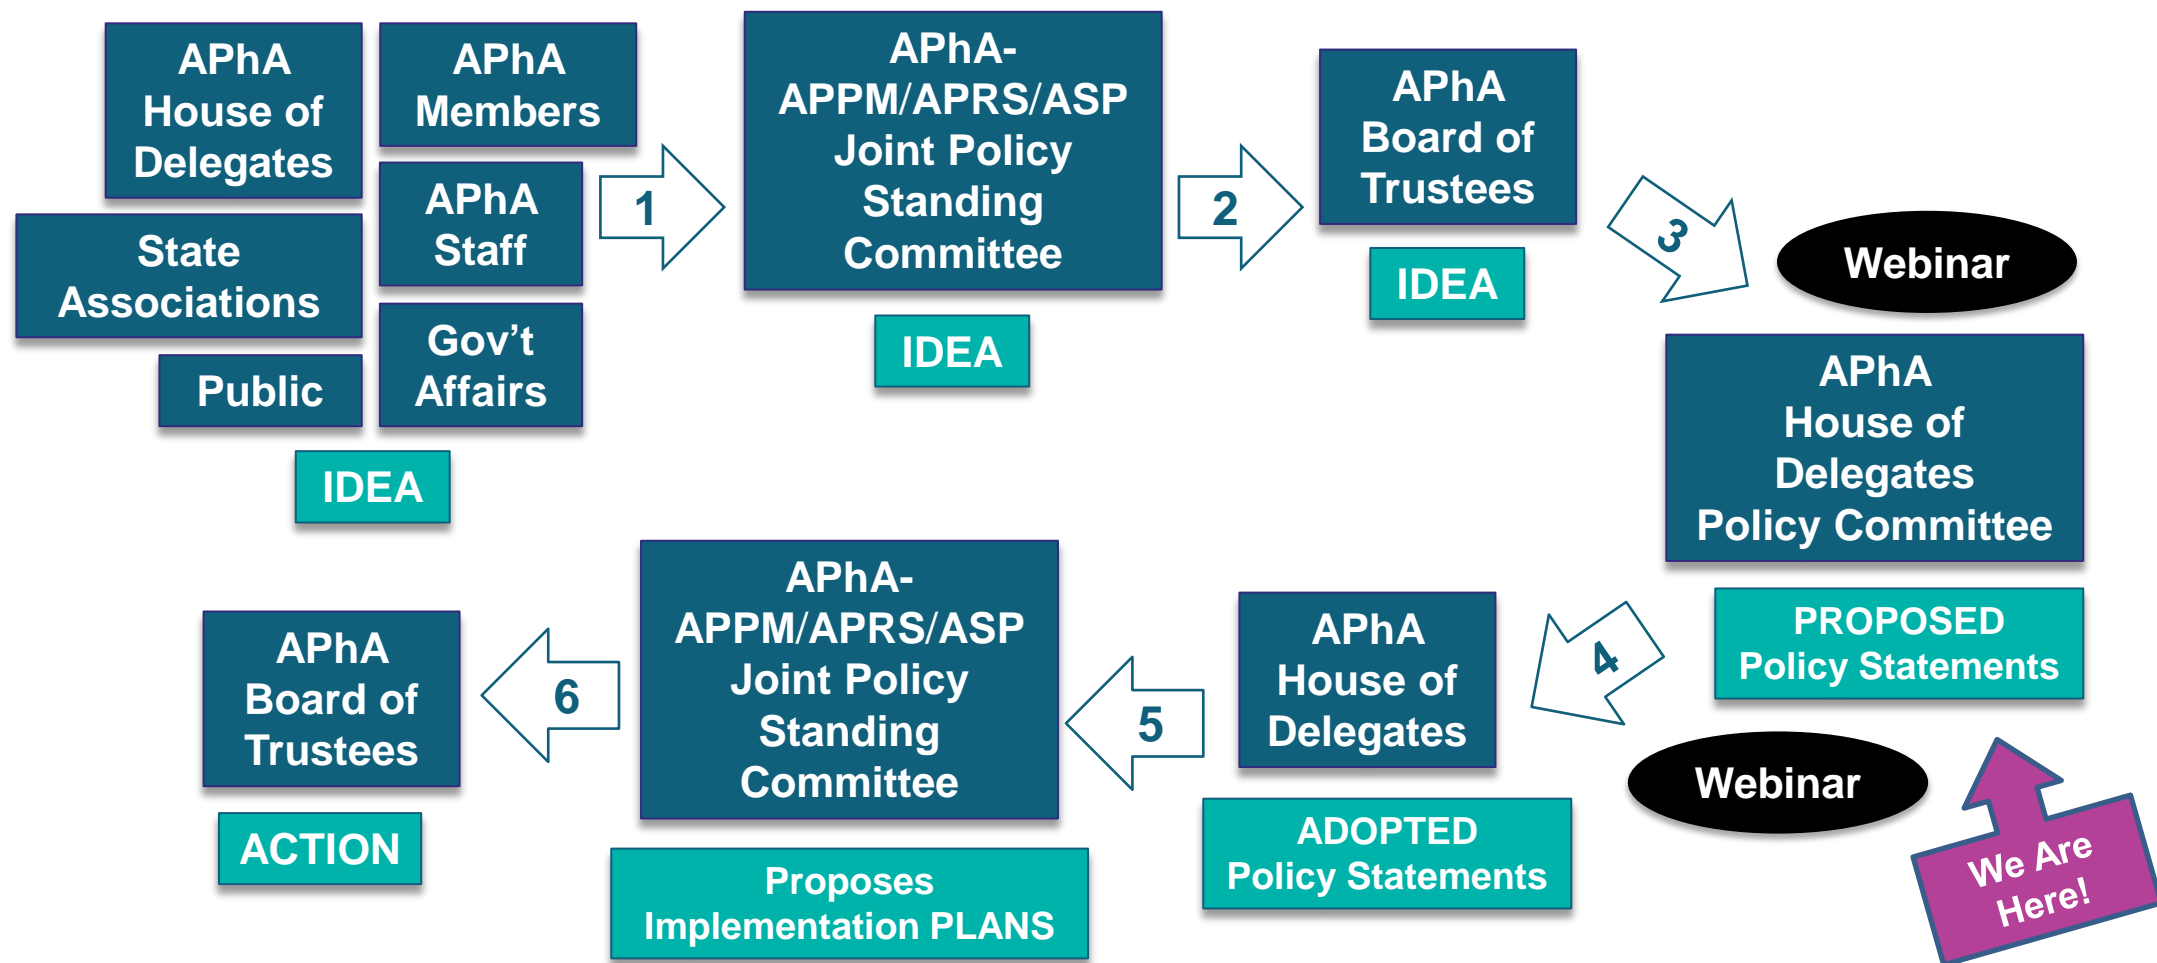 APhA
House of
Delegates
APhA
Members
State
Associations
APhA
Staff
Public
Gov't
Affairs
IDEA
1
APhA-
APPM/APRS/ASP
Joint Policy
Standing
Committee
IDEA
2
APhA
Board of
Trustees
IDEA
3
Webinar
APhA
House of
Delegates
Policy Committee
PROPOSED
Policy Statements
We Are
Here!
4
Webinar
APhA
House of
Delegates
ADOPTED
Policy Statements
5
APhA-
APPM/APRS/ASP
Joint Policy
Standing
Committee
Proposes
Implementation PLANS
6
APhA
Board of
Trustees
ACTION